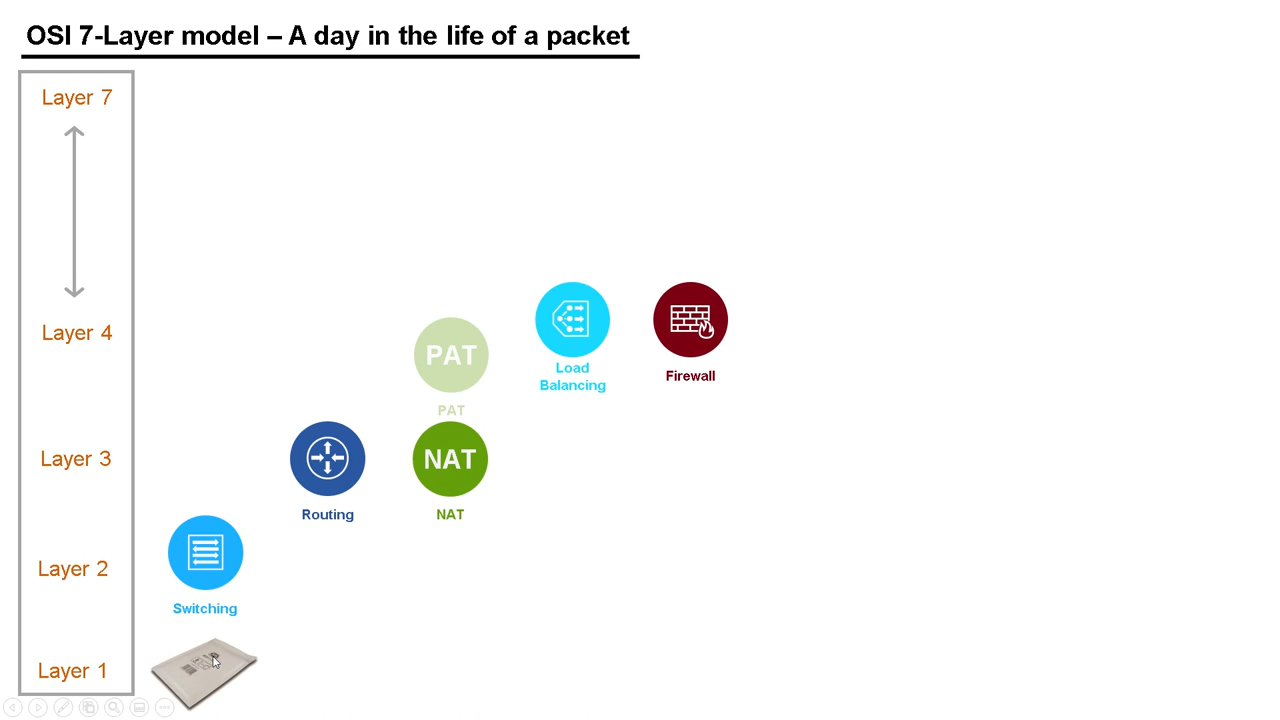 OSI 7-Layer model – A day in the life of a packet
Layer 7
Layer 4
Layer 3
Layer 2
Layer 1
PAT
PAT
Load
Balancing
Firewall
Routing
NAT
NAT
Switching